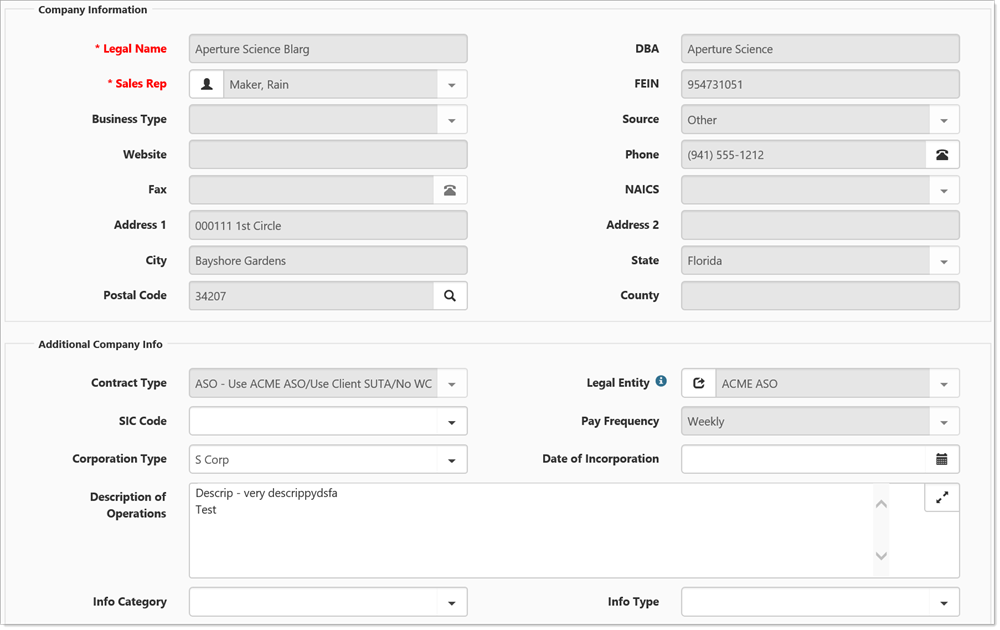 Company Information
* Legal Name Aperture Science Blarg DBA Aperture Science
* Sales Rep Maker, Rain FEIN 954731051
Business Type Source Other
Website Phone (941) 555-1212
Fax NAICS
Address 1 000111 1st Circle Address 2
City Bayshore Gardens State Florida
Postal Code 34207 County
Additional Company Info
Contract Type ASO - Use ACME ASO/Use Client SUTA/No WC Legal Entity ACME ASO
SIC Code Pay Frequency Weekly
Corporation Type S Corp Date of Incorporation
Description of Operations Descrip - very descrippydsfa
Test
Info Category Info Type